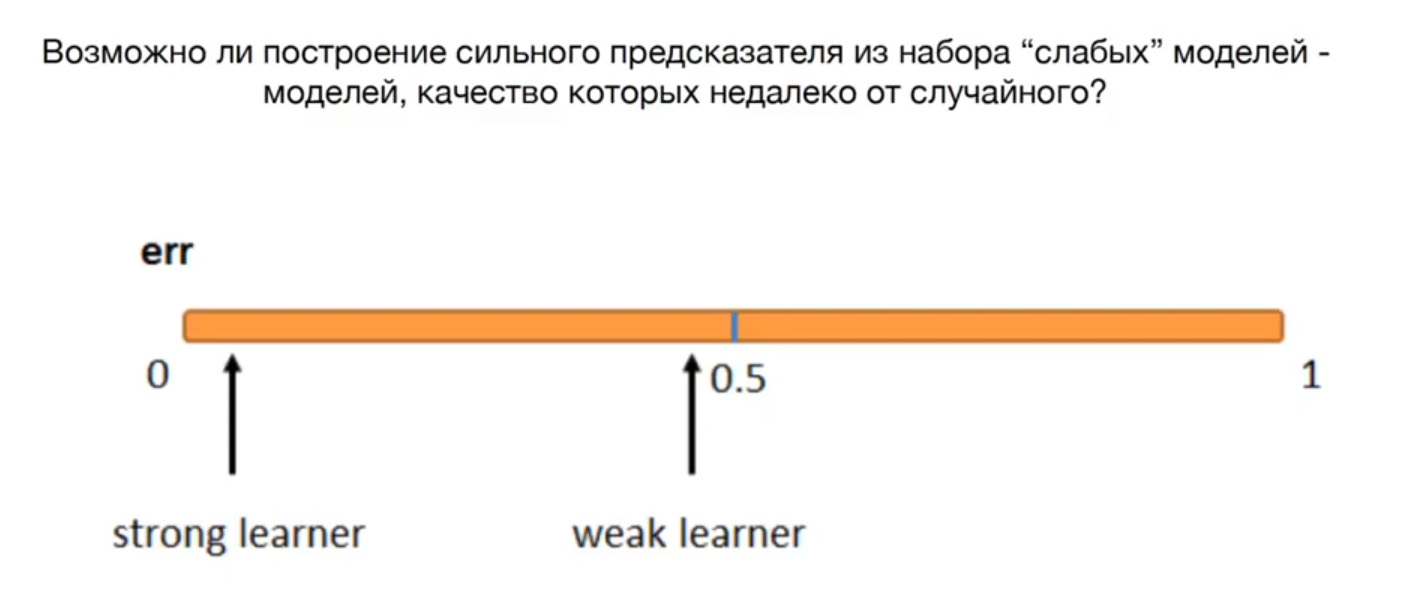 Возможно ли построение сильного предсказателя из набора “слабых” моделей -
моделей, качество которых недалеко от случайного?
err
0
0.5
1
strong learner
weak learner